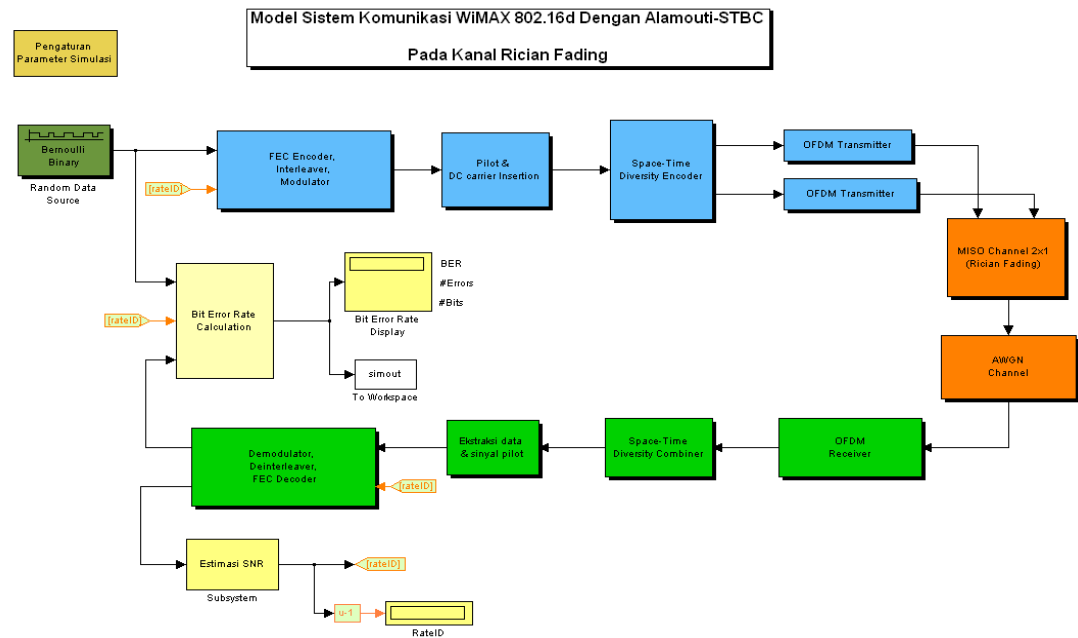 Model Sistem Komunikasi WiMAX 802.16d Dengan Alamouti-STBC
Pada Kanal Rician Fading
Pengaturan
Parameter Simulasi
Bernoulli
Binary
Random Data
Source
[rateID]
FEC Encoder,
Interleaver,
Modulator
Pilot &
DC carrier Insertion
Space-Time
Diversity Encoder
OFDM Transmitter
OFDM Transmitter
MISO Channel 2x1
(Rician Fading)
AWGN
Channel
[rateID]
Bit Error Rate
Calculation
BER
#Errors
#Bits
Bit Error Rate
Display
simout
To Workspace
Demodulator,
Deinterleaver,
FEC Decoder
[rateID]
Ekstraksi data
& sinyal pilot
Space-Time
Diversity Combiner
OFDM
Receiver
Estimasi SNR
Subsystem
[rateID]
u-1
RateID